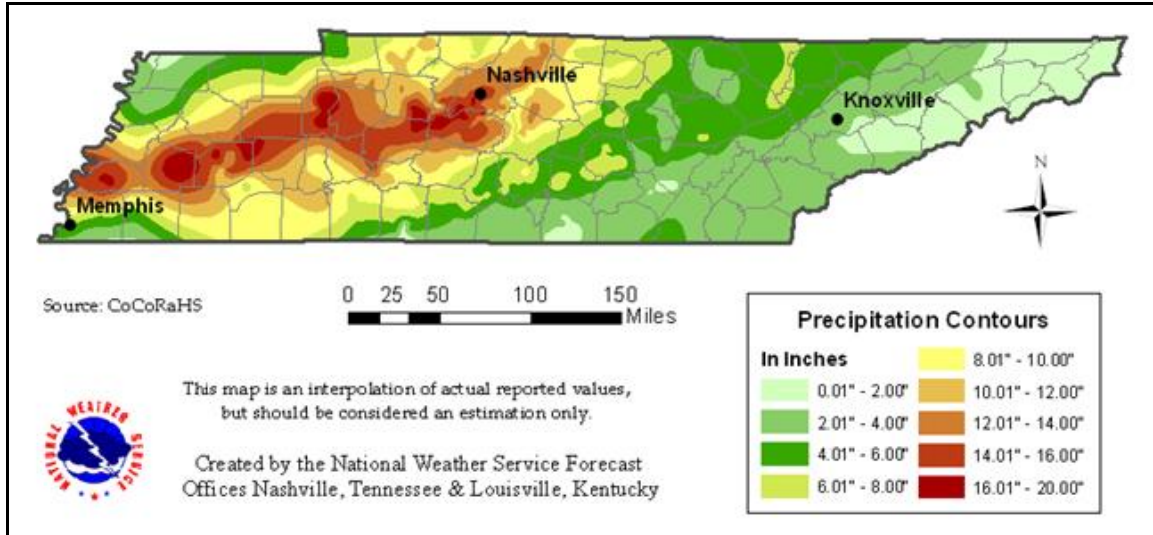 Nashville
Knoxville
Memphis
N
Source: CoCoRaHS
0 25 50 100 150
Miles
This map is an interpolation of actual reported values,
but should be considered an estimation only.
NATIONAL WEATHER SERVICE
Created by the National Weather Service Forecast
Offices Nashville, Tennessee & Louisville, Kentucky
Precipitation Contours
In Inches
0.01" - 2.00"
2.01" - 4.00"
4.01" - 6.00"
6.01" - 8.00"
8.01" - 10.00"
10.01" - 12.00"
12.01" - 14.00"
14.01" - 16.00"
16.01" - 20.00"